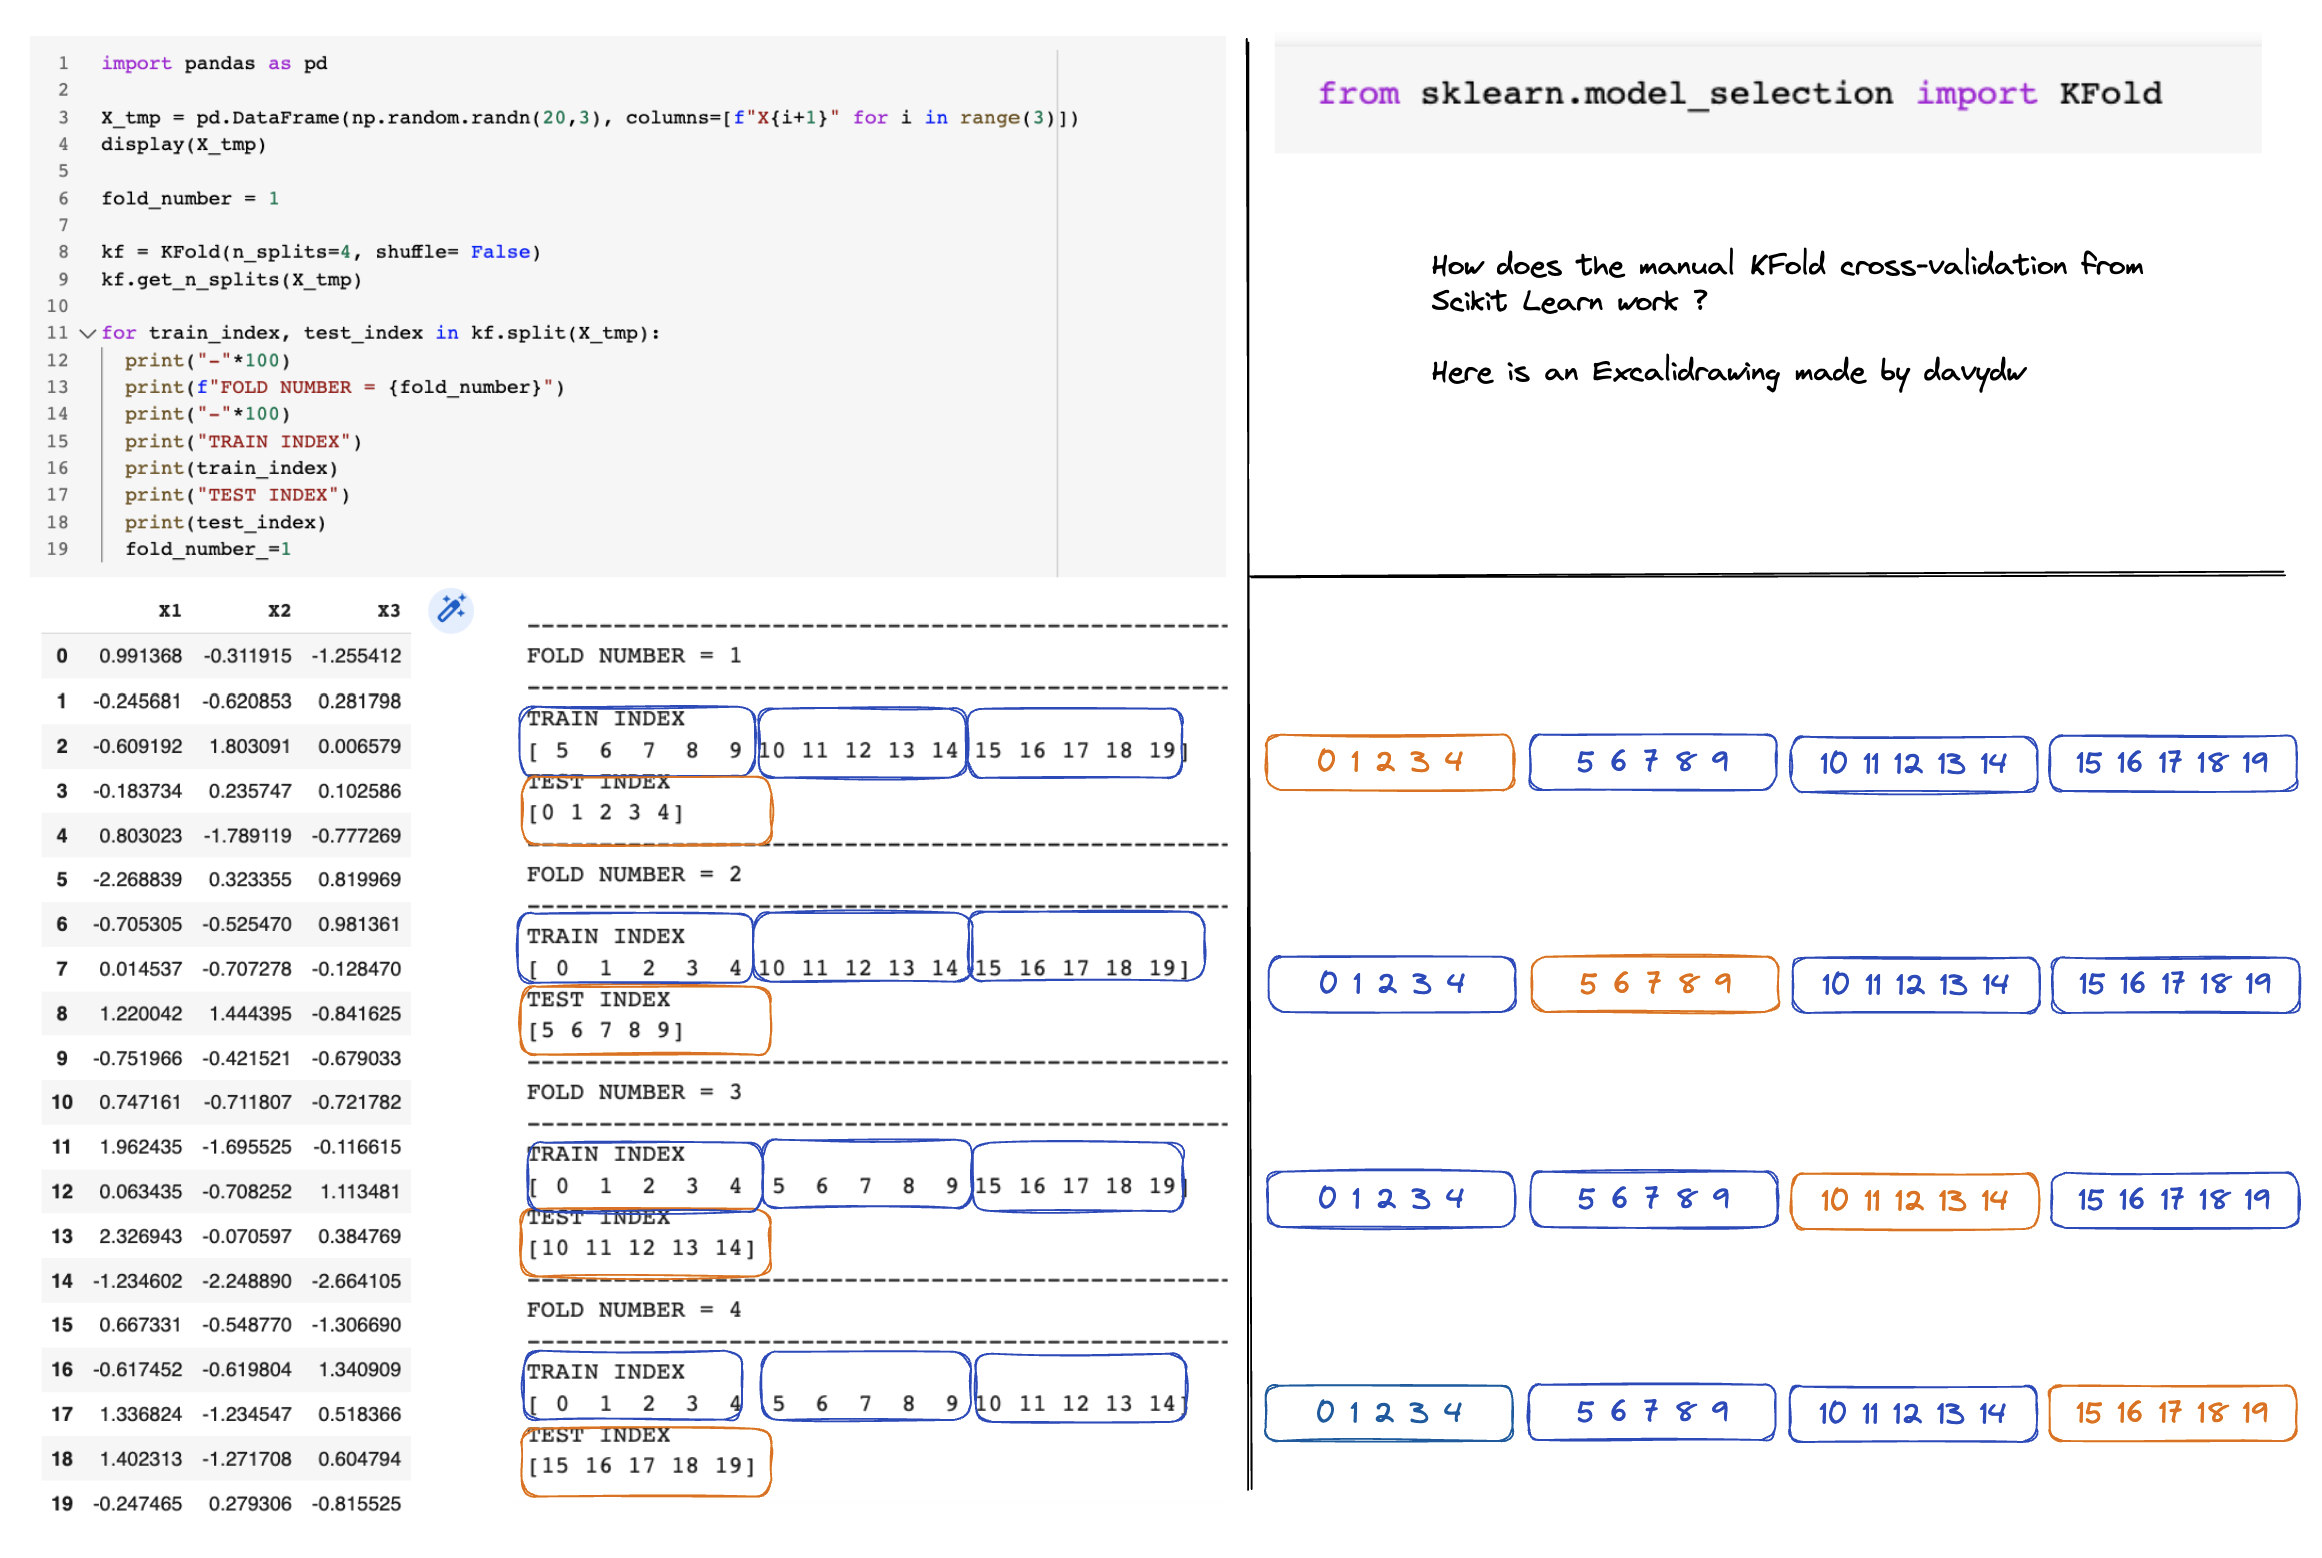 1 import pandas as pd
2
3 X_tmp = pd.DataFrame(np.random.randn(20,3), columns=[f"X{i+1}" for i in range(3)])
4 display(X_tmp)
5
6 fold_number = 1
7
8 kf = KFold(n_splits=4, shuffle= False)
9 kf.get_n_splits(X_tmp)
10
11 for train_index, test_index in kf.split(X_tmp):
12 print("-"*100)
13 print(f"FOLD NUMBER = {fold_number}")
14 print("-"*100)
15 print("TRAIN INDEX")
16 print(train_index)
17 print("TEST INDEX")
18 print(test_index)
19 fold_number_=1
from sklearn.model_selection import KFold
How does the manual KFold cross-validation from
Scikit Learn work ?
Here is an Excalidrawing made by davydw
X1 X2 X3
0 0.991368 -0.311915 -1.255412
1 -0.245681 -0.620853 0.281798
2 -0.609192 1.803091 0.006579
3 -0.183734 0.235747 0.102586
4 0.803023 -1.789119 -0.777269
5 -2.268839 0.323355 0.819969
6 -0.705305 -0.525470 0.981361
7 0.014537 -0.707278 -0.128470
8 1.220042 1.444395 -0.841625
9 -0.751966 -0.421521 -0.679033
10 0.747161 -0.711807 -0.721782
11 1.962435 -1.695525 -0.116615
12 0.063435 -0.708252 1.113481
13 2.326943 -0.070597 0.384769
14 -1.234602 -2.248890 -2.664105
15 0.667331 -0.548770 -1.306690
16 -0.617452 -0.619804 1.340909
17 1.336824 -1.234547 0.518366
18 1.402313 -1.271708 0.604794
19 -0.247465 0.279306 -0.815525
FOLD NUMBER = 1
TRAIN INDEX
[ 5 6 7 8 9 10 11 12 13 14 15 16 17 18 19]
TEST INDEX
[0 1 2 3 4]
FOLD NUMBER = 2
TRAIN INDEX
[ 0 1 2 3 4 10 11 12 13 14 15 16 17 18 19]
TEST INDEX
[5 6 7 8 9]
FOLD NUMBER = 3
TRAIN INDEX
[ 0 1 2 3 4 5 6 7 8 9 15 16 17 18 19]
TEST INDEX
[10 11 12 13 14]
FOLD NUMBER = 4
TRAIN INDEX
[ 0 1 2 3 4 5 6 7 8 9 10 11 12 13 14]
TEST INDEX
[15 16 17 18 19]
0 1 2 3 4 5 6 7 8 9 10 11 12 13 14 15 16 17 18 19
0 1 2 3 4 5 6 7 8 9 10 11 12 13 14 15 16 17 18 19
0 1 2 3 4 5 6 7 8 9 10 11 12 13 14 15 16 17 18 19
0 1 2 3 4 5 6 7 8 9 10 11 12 13 14 15 16 17 18 19